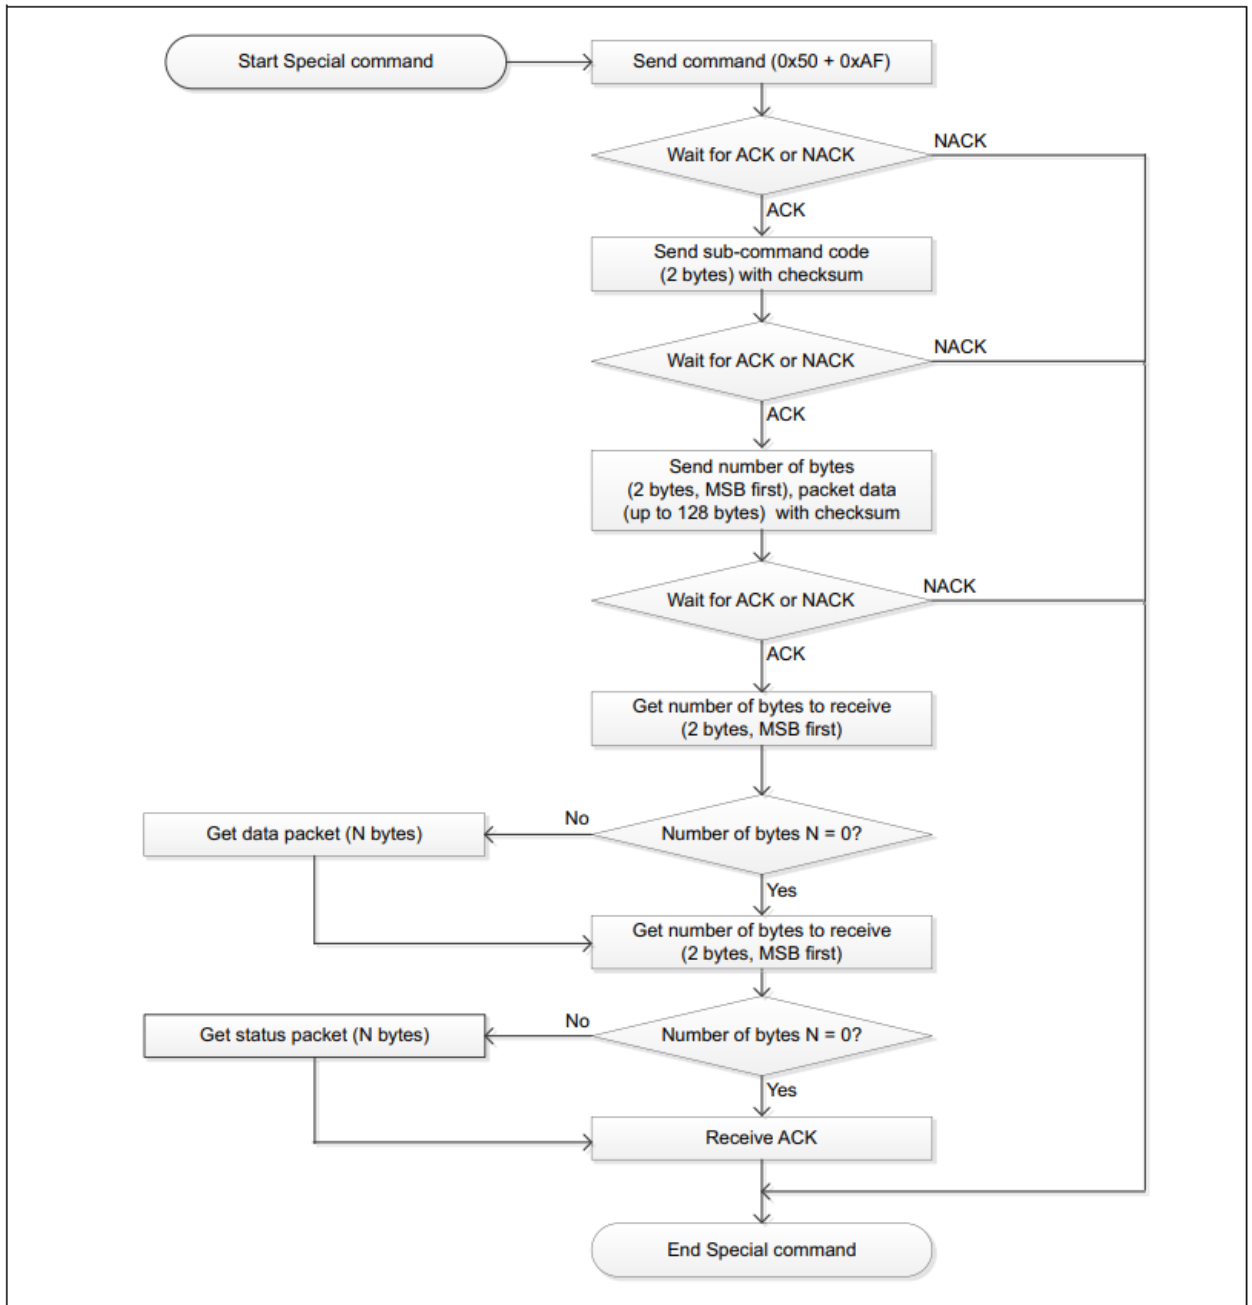 Start Special command
Send command (0x50 + 0xAF)
Wait for ACK or NACK
NACK
ACK
Send sub-command code
(2 bytes) with checksum
Wait for ACK or NACK
NACK
ACK
Send number of bytes
(2 bytes, MSB first), packet data
(up to 128 bytes) with checksum
Wait for ACK or NACK
NACK
ACK
Get number of bytes to receive
(2 bytes, MSB first)
Number of bytes N = 0?
No
Get data packet (N bytes)
Yes
Get number of bytes to receive
(2 bytes, MSB first)
Number of bytes N = 0?
No
Get status packet (N bytes)
Yes
Receive ACK
End Special command